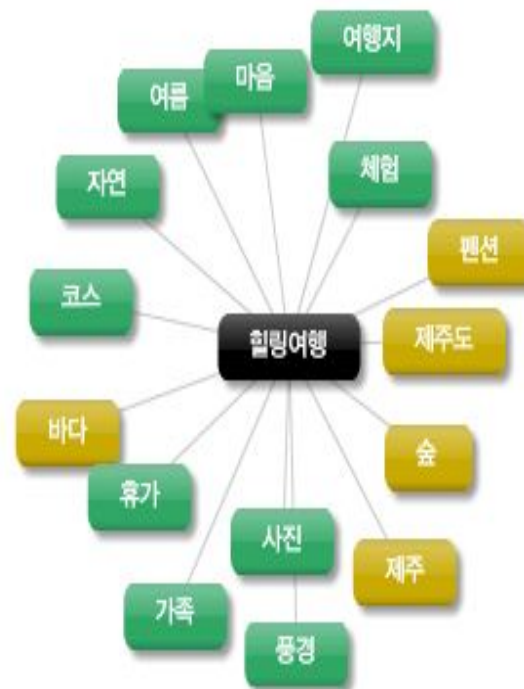 여행지
마음
여름
체험
자연
펜션
코스
제주도
힐링여행
바다
숲
휴가
사진
제주
가족
풍경